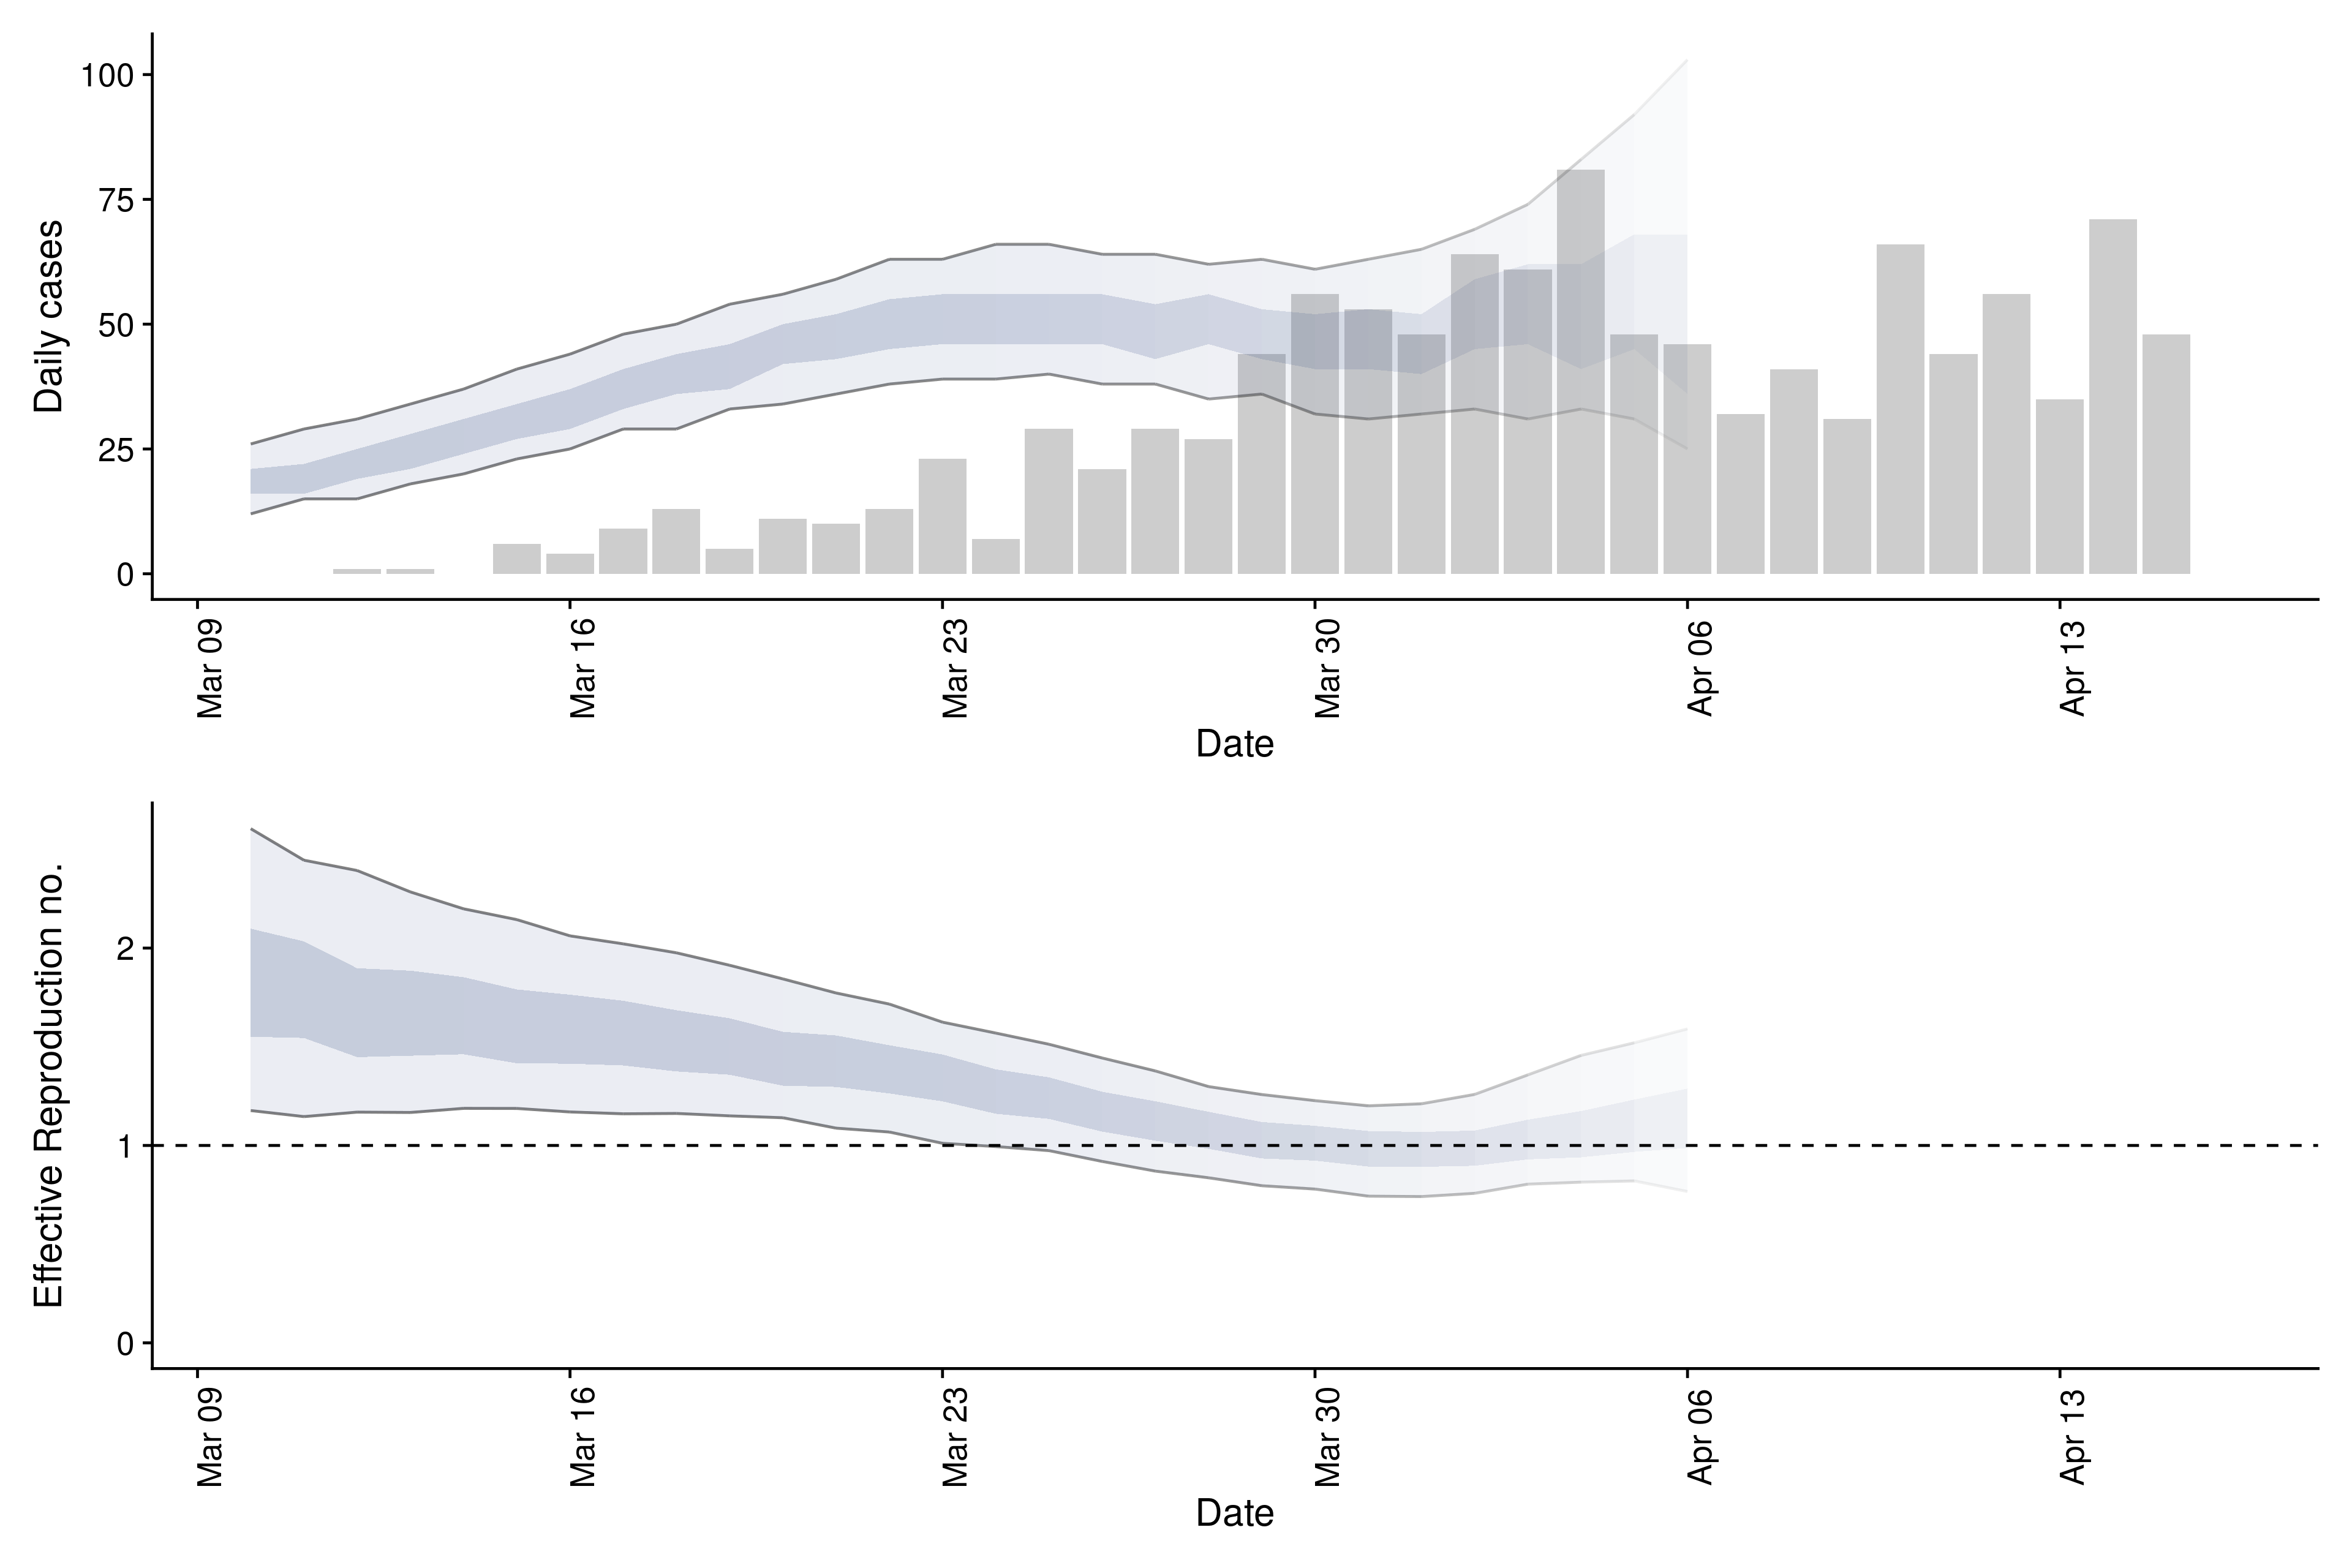 Daily cases
100
75
50
25
0
Mar 09
Mar 16
Mar 23
Mar 30
Apr 06
Apr 13
Date
Effective Reproduction no.
2
1
0
Mar 09
Mar 16
Mar 23
Mar 30
Apr 06
Apr 13
Date